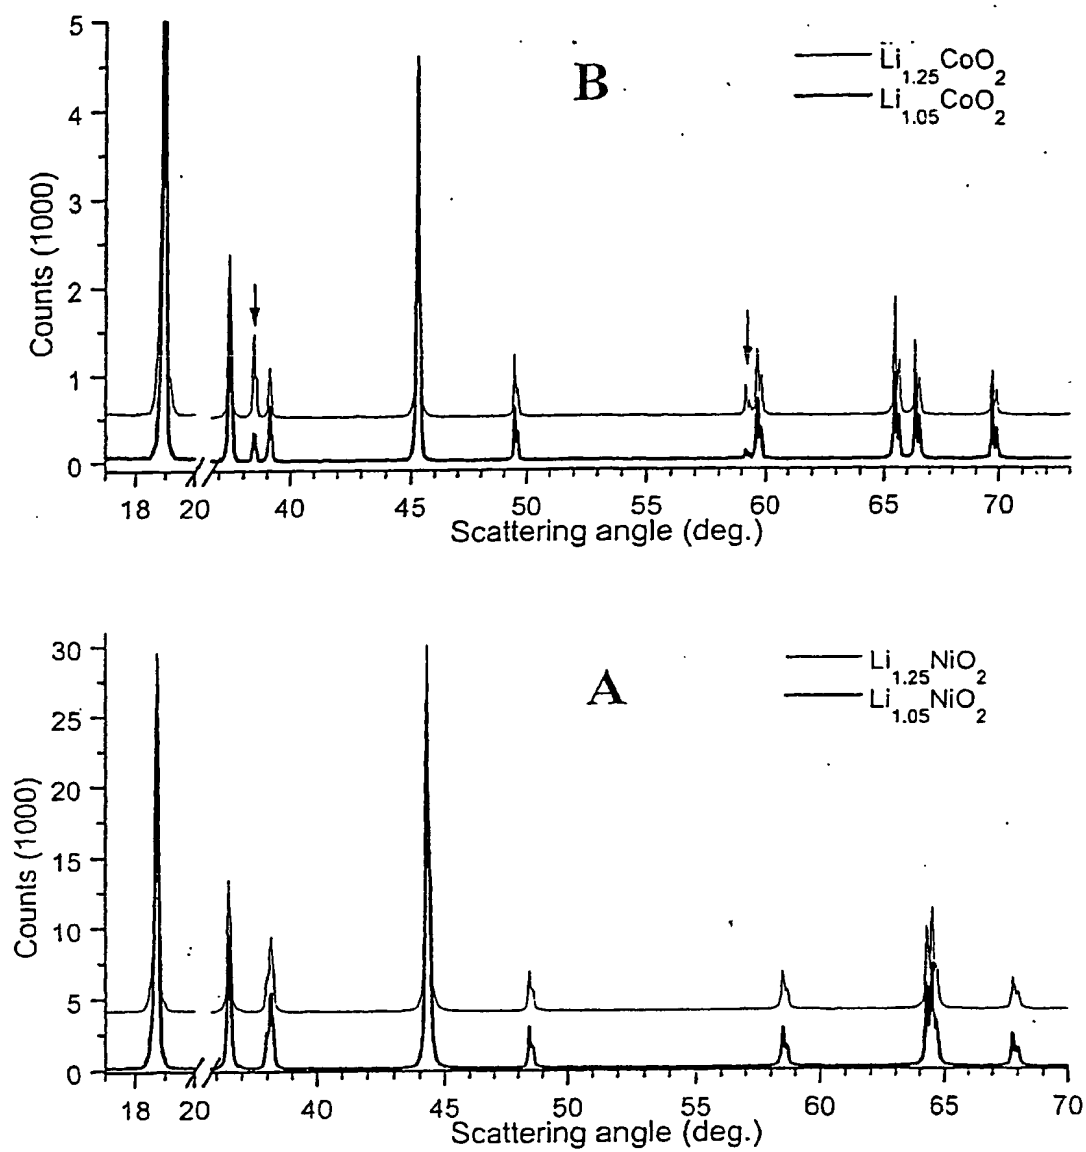 5
4
3
2
1
0
Counts (1000)
B
Li1.25CoO2
Li1.05CoO2
18 20 40 45 50 55 60 65 70
Scattering angle (deg.)
30
25
20
15
10
5
0
Counts (1000)
A
Li1.25NiO2
Li1.05NiO2
18 20 40 45 50 55 60 65 70
Scattering angle (deg.)